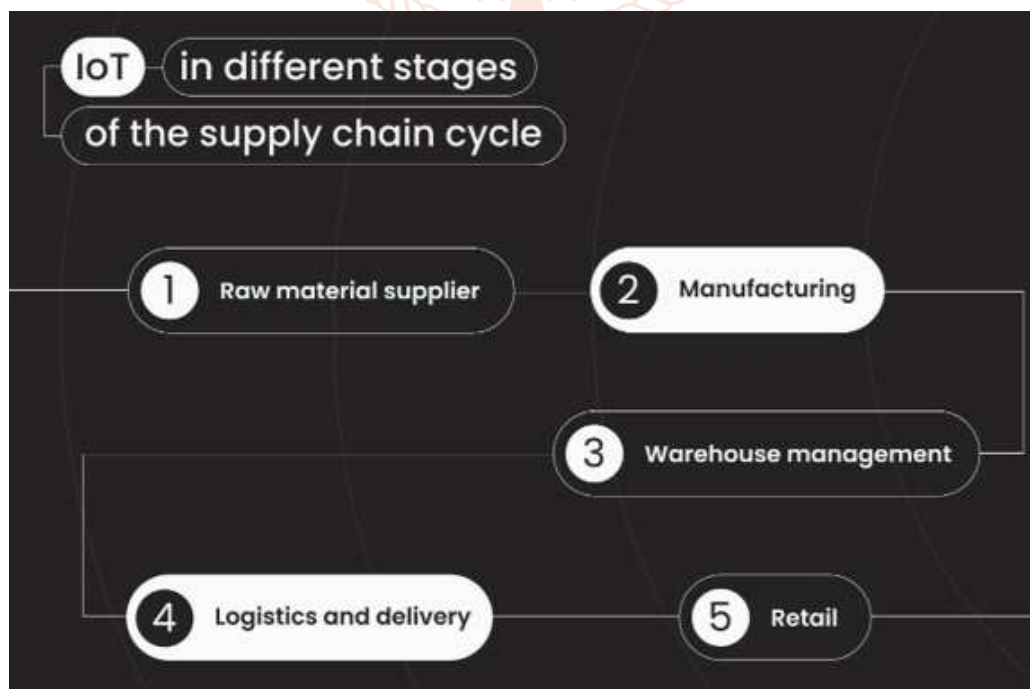 IoT in different stages
of the supply chain cycle
1 Raw material supplier
2 Manufacturing
3 Warehouse management
4 Logistics and delivery
5 Retail